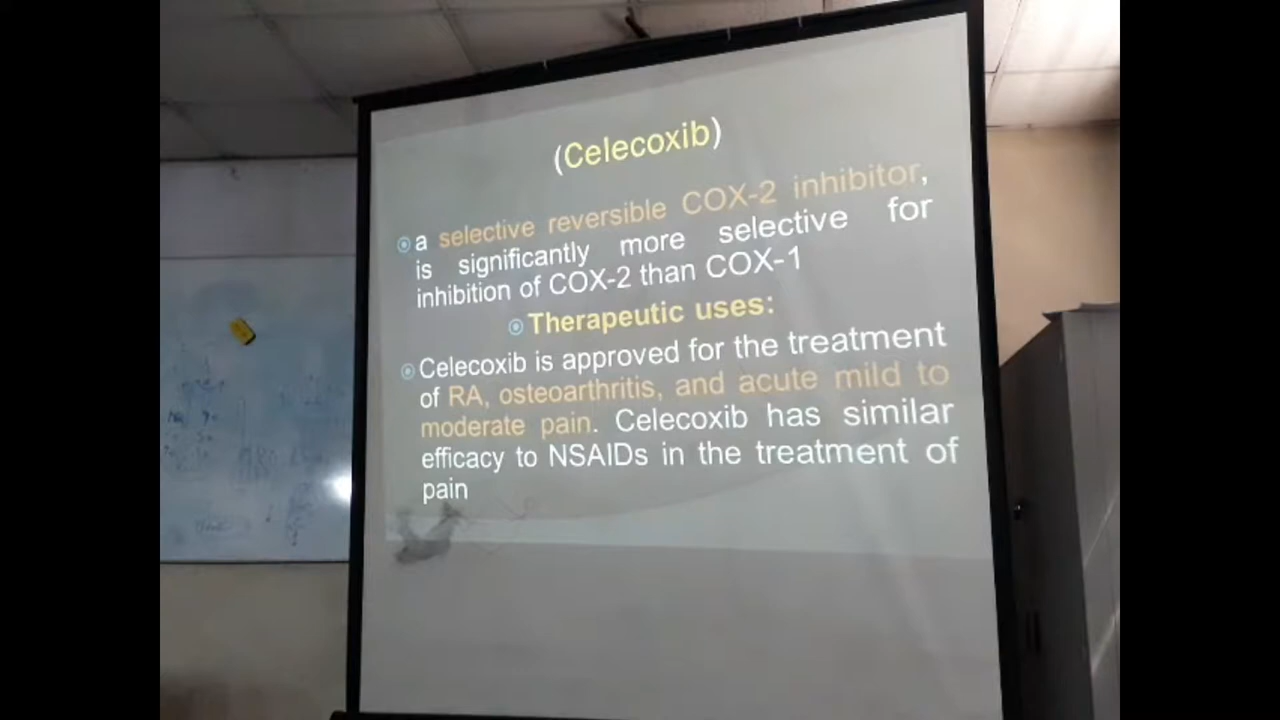 (Celecoxib)
a selective reversible COX-2 inhibitor,
is significantly more selective for
inhibition of COX-2 than COX-1
Therapeutic uses:
Celecoxib is approved for the treatment
of RA, osteoarthritis, and acute mild to
moderate pain. Celecoxib has similar
efficacy to NSAIDs in the treatment of
pain